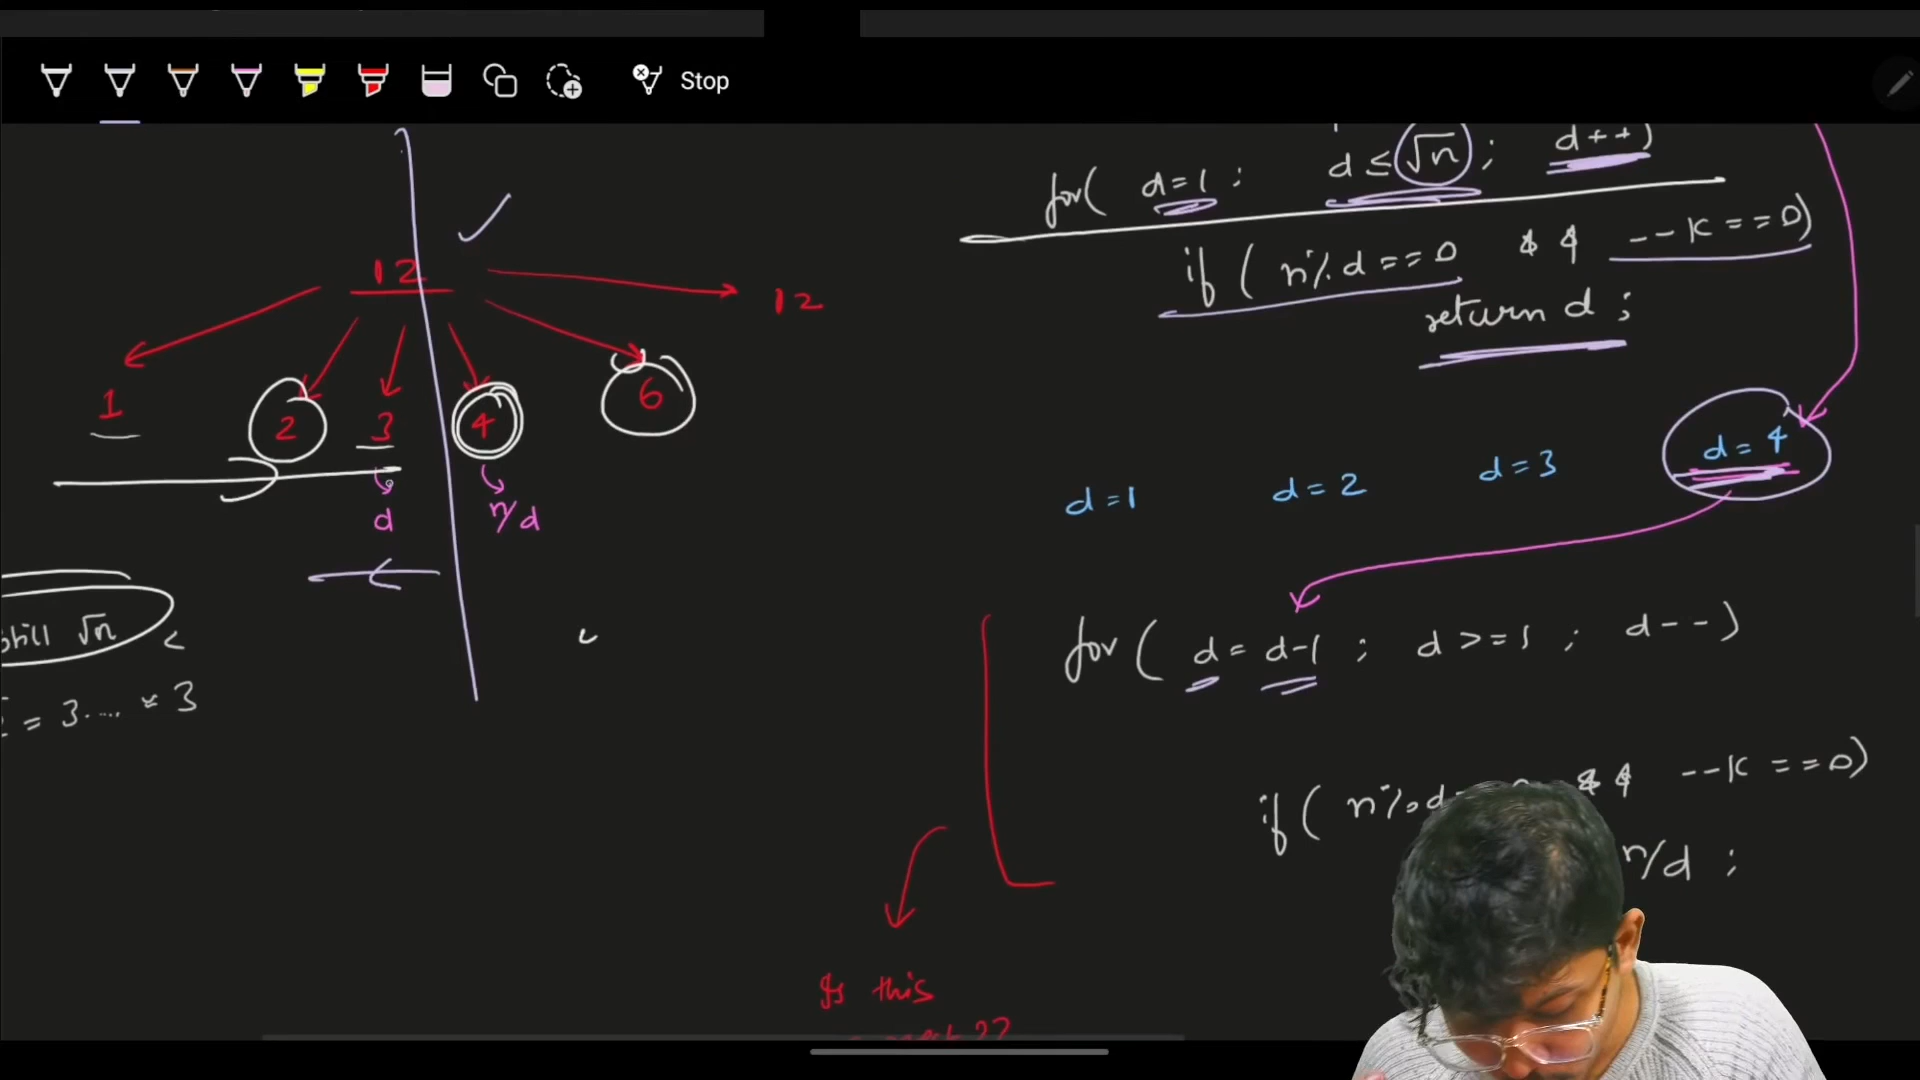 Stop
12
12
1
2
3
4
6
d
n/d
till √n
= 3.... ≈ 3
for( d=1 ; d ≤ √n ; d++)
if ( n%d==0 && --K==0)
return d ;
d=1
d=2
d=3
d=4
for ( d = d-1 ; d >=1 ; d--)
if ( n%d && --K ==0)
n/d ;
Is this
??